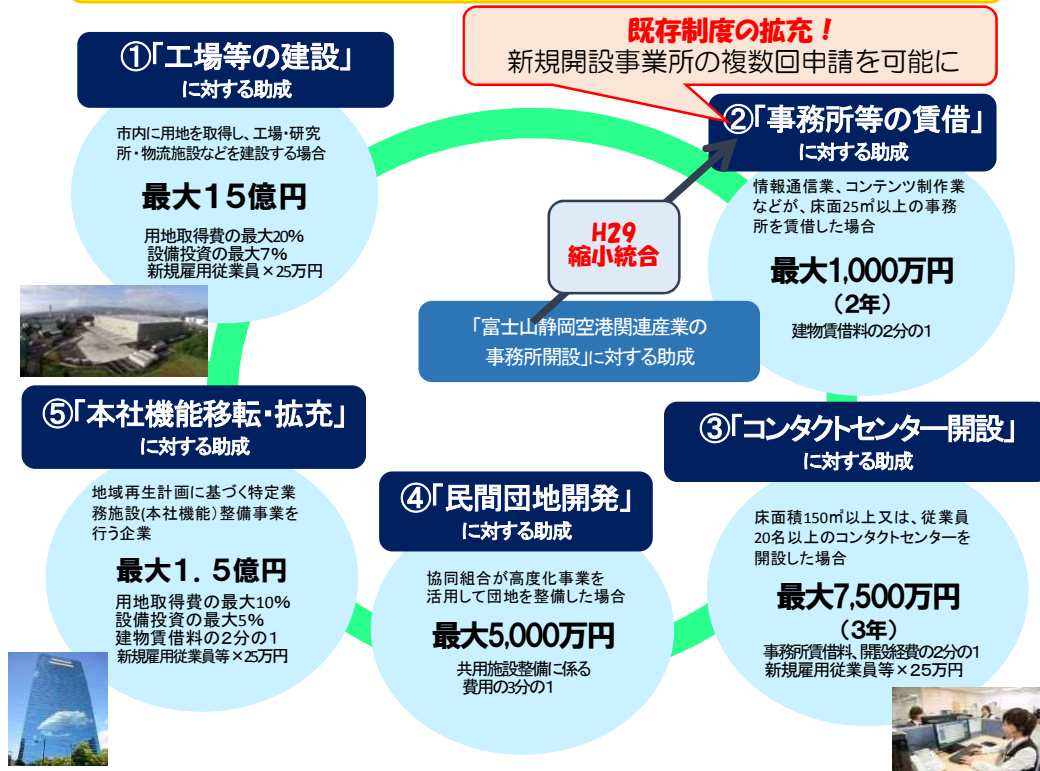 既存制度の拡充！
新規開設事業所の複数回申請を可能に
①「工場等の建設」
に対する助成
市内に用地を取得し、工場・研究
所・物流施設などを建設する場合
最大15億円
用地取得費の最大20%
設備投資の最大7%
新規雇用従業員×25万円
②「事務所等の賃借」
に対する助成
情報通信業、コンテンツ制作業
などが、床面25㎡以上の事務
所を賃借した場合
最大1,000万円
（2年）
建物賃借料の2分の1
H29
縮小統合
「富士山静岡空港関連産業の
事務所開設」に対する助成
③「コンタクトセンター開設」
に対する助成
床面積150㎡以上又は、従業員
20名以上のコンタクトセンターを
開設した場合
最大7,500万円
（3年）
事務所賃借料、開設経費の2分の1
新規雇用従業員等×25万円
④「民間団地開発」
に対する助成
協同組合が高度化事業を
活用して団地を整備した場合
最大5,000万円
共用施設整備に係る
費用の3分の1
⑤「本社機能移転・拡充」
に対する助成
地域再生計画に基づく特定業
務施設(本社機能）整備事業を
行う企業
最大1．5億円
用地取得費の最大10%
設備投資の最大5%
建物賃借料の2分の1
新規雇用従業員等×25万円